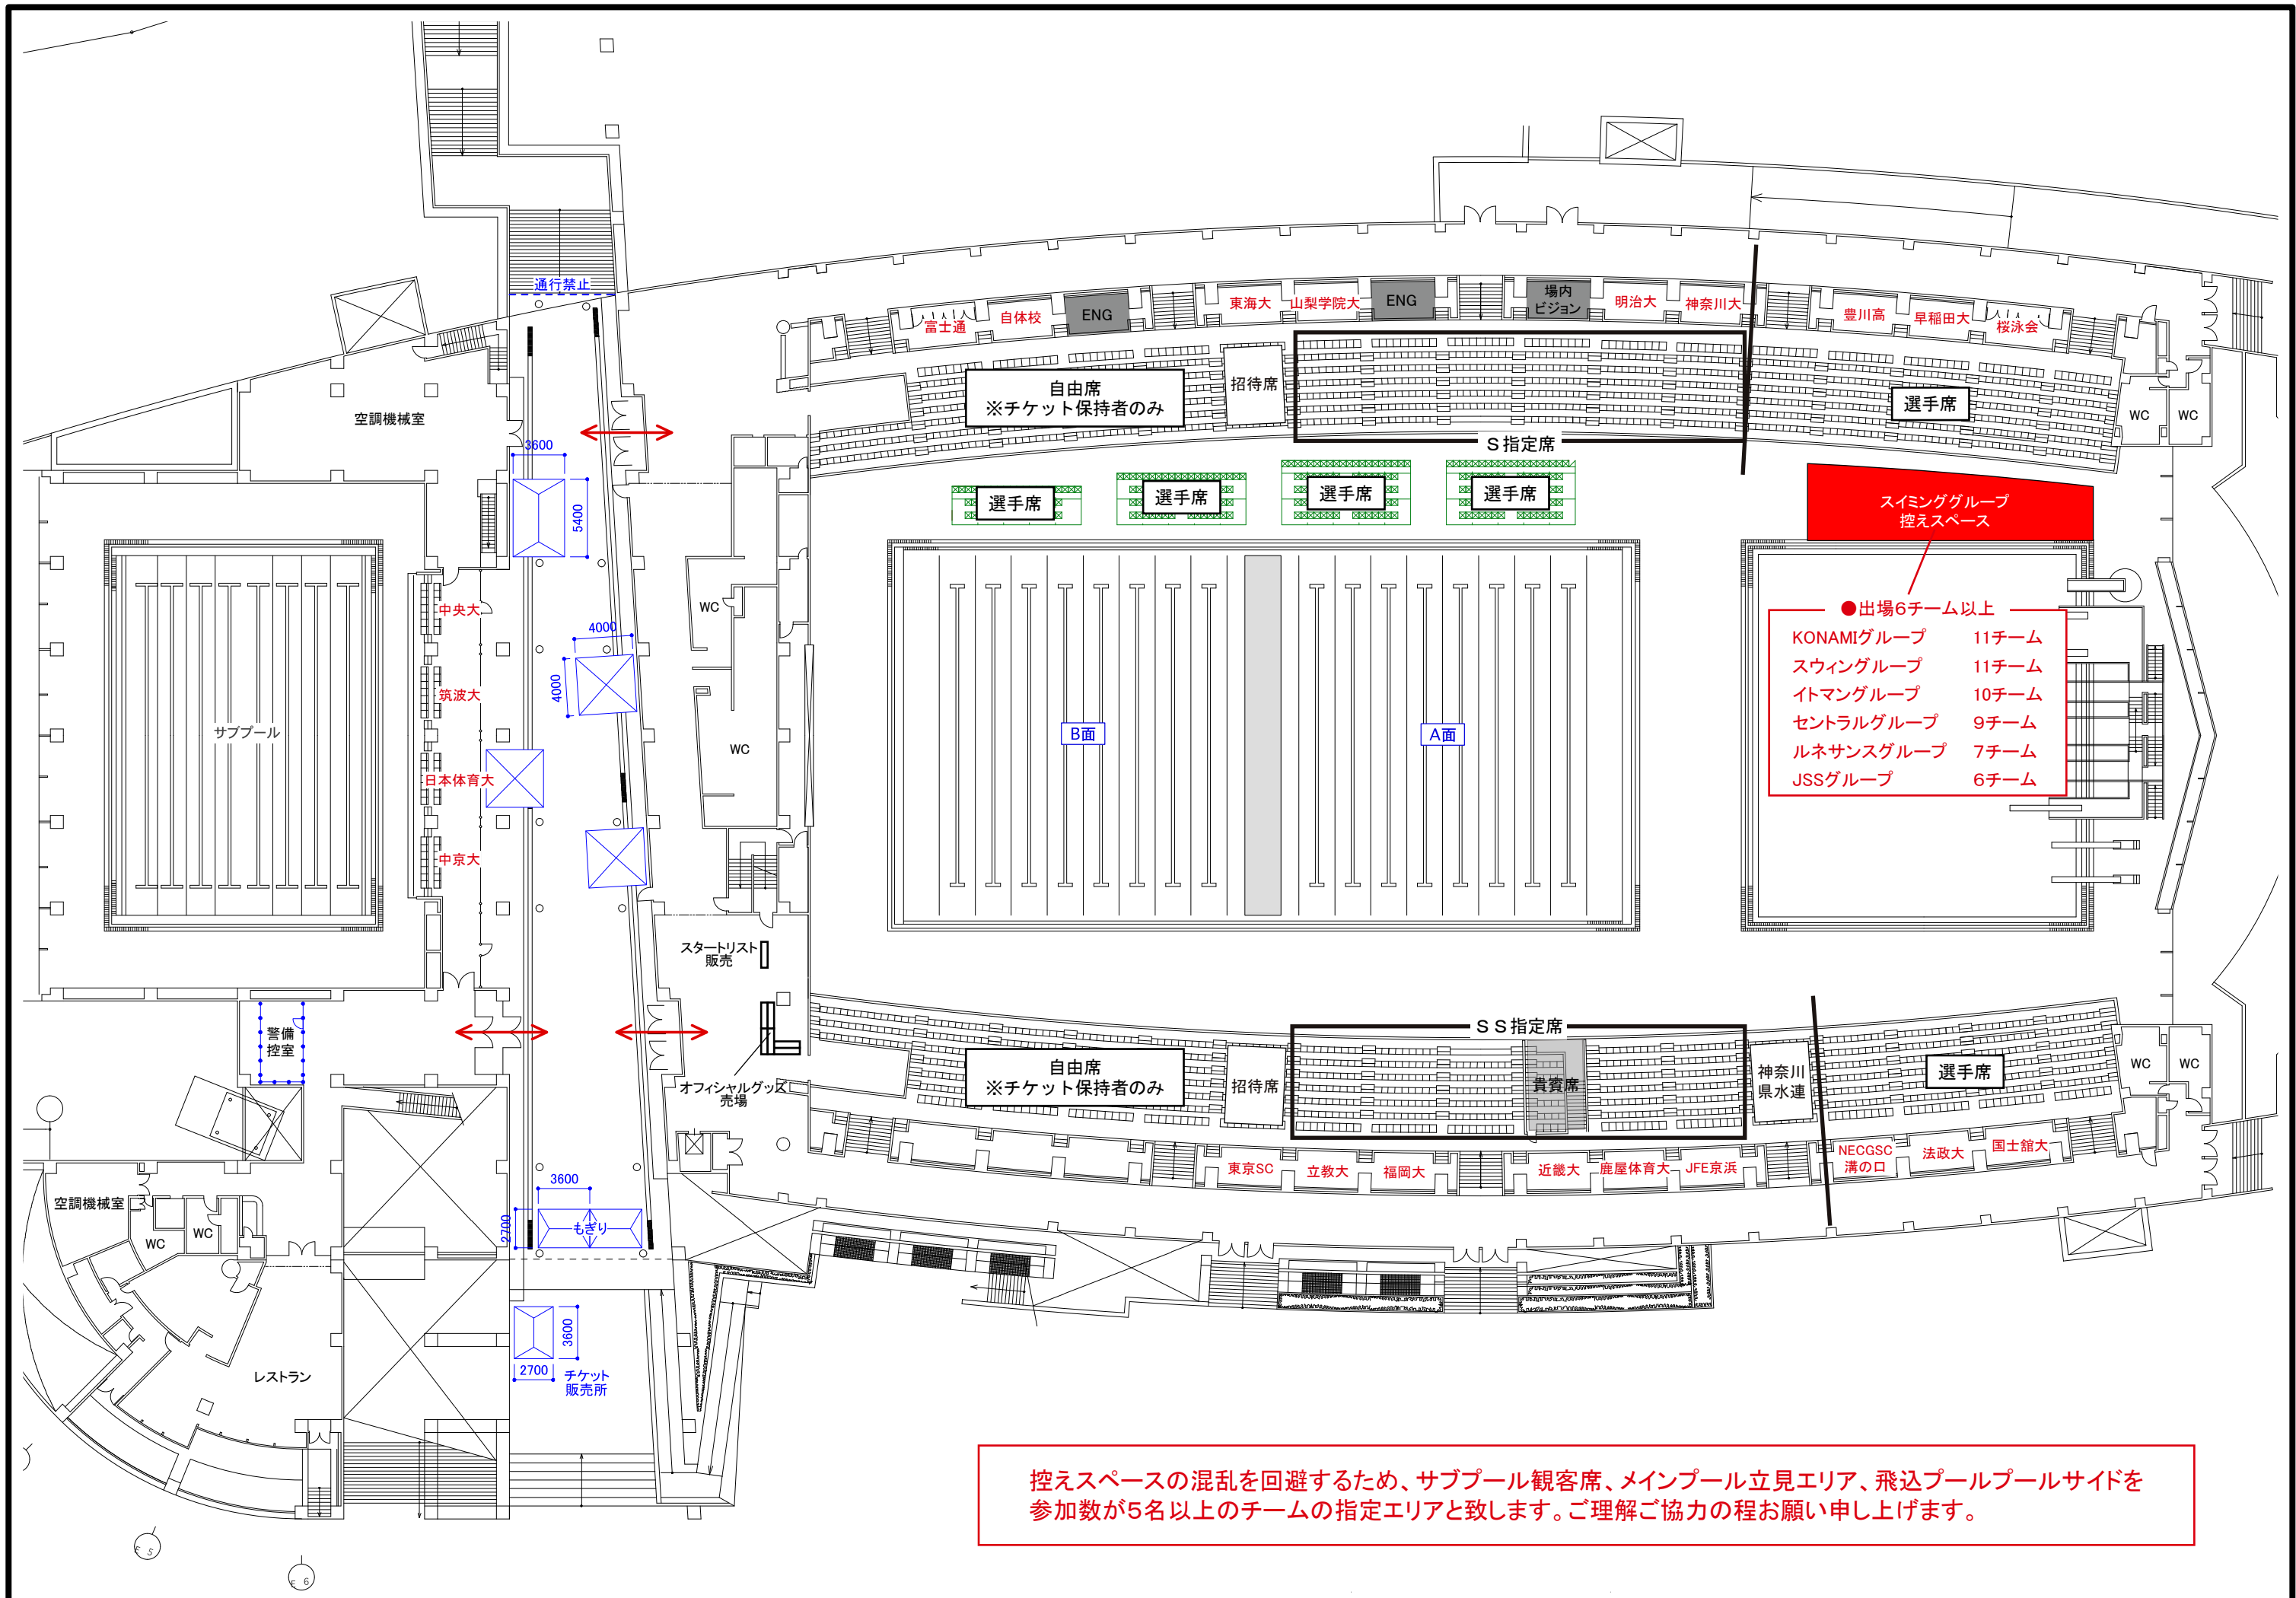 通行禁止
富士通
自体校
ENG
東海大
山梨学院大
ENG
場内
ビジョン
明治大
神奈川大
豊川高
早稲田大
桜泳会
自由席
※チケット保持者のみ
招待席
S指定席
選手席
WC
WC
空調機械室
3600
5400
選手席
選手席
選手席
選手席
スイミンググループ
控えスペース
●出場6チーム以上
KONAMIグループ 11チーム
スウィングループ 11チーム
イトマングループ 10チーム
セントラルグループ 9チーム
ルネサンスグループ 7チーム
JSSグループ 6チーム
サブプール
中央大
筑波大
日本体育大
中京大
4000
4000
WC
WC
B面
A面
スタートリスト
販売
オフィシャルグッズ
売場
警備
控室
自由席
※チケット保持者のみ
招待席
SS指定席
貴賓席
神奈川
県水連
選手席
WC
WC
東京SC
立教大
福岡大
近畿大
鹿屋体育大
JFE京浜
NECGSC
溝の口
法政大
国士舘大
空調機械室
WC
WC
3600
2700
もぎり
レストラン
3600
2700
チケット
販売所
控えスペースの混乱を回避するため、サブプール観客席、メインプール立見エリア、飛込プールプールサイドを
参加数が5名以上のチームの指定エリアと致します。ご理解ご協力の程お願い申し上げます。
E 5
E 6